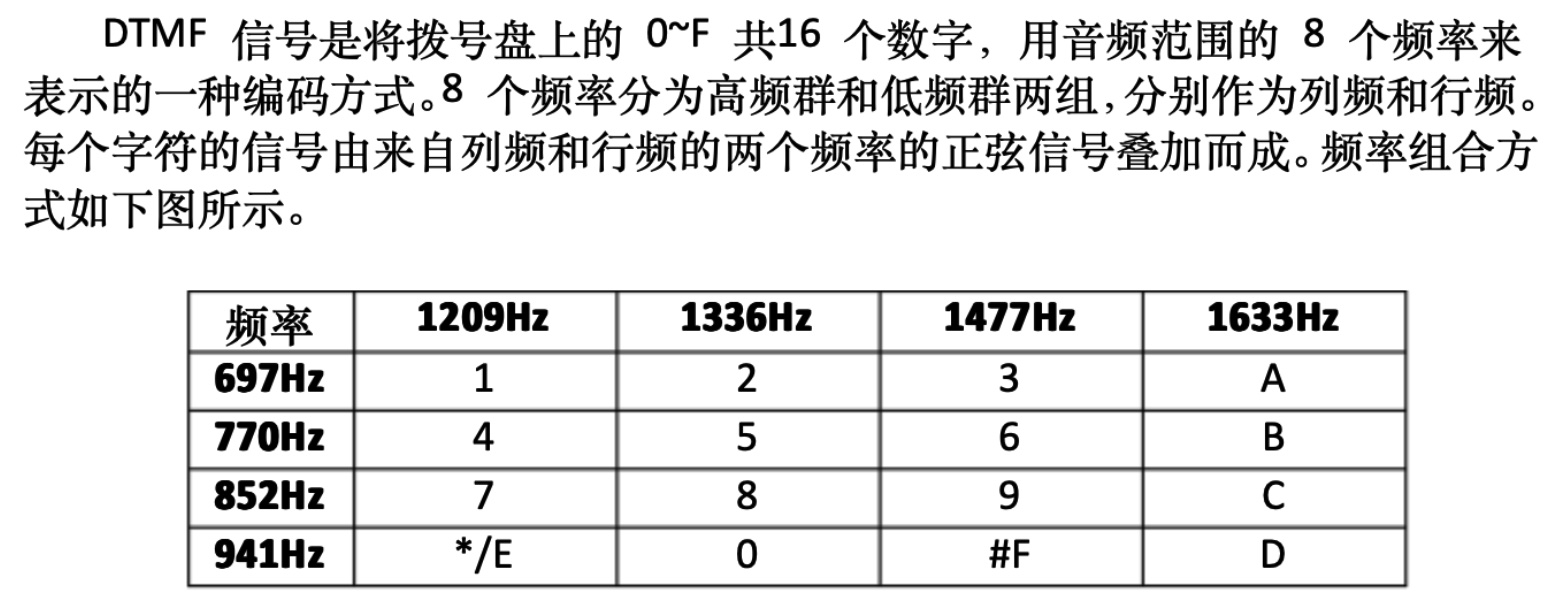 DTMF 信号是将拨号盘上的 0~F 共16 个数字，用音频范围的 8 个频率来
表示的一种编码方式。8 个频率分为高频群和低频群两组，分别作为列频和行频。
每个字符的信号由来自列频和行频的两个频率的正弦信号叠加而成。频率组合方
式如下图所示。
频率 1209Hz 1336Hz 1477Hz 1633Hz
697Hz 1 2 3 A
770Hz 4 5 6 B
852Hz 7 8 9 C
941Hz */E 0 #F D